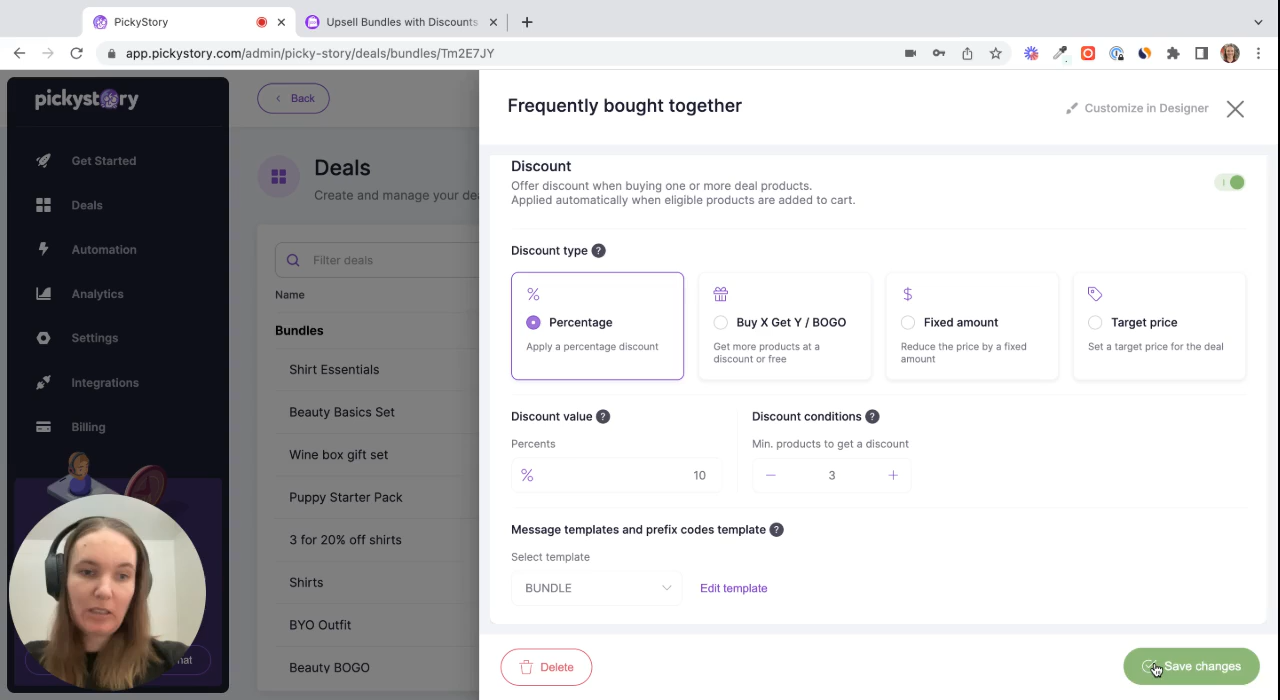 PickyStory
Upsell Bundles with Discounts
app.pickystory.com/admin/picky-story/deals/bundles/Tm2E7JY
pickystory
Get Started
Deals
Automation
Analytics
Settings
Integrations
Billing
Back
Deals
Create and manage your dea
Filter deals
Name
Bundles
Shirt Essentials
Beauty Basics Set
Wine box gift set
Puppy Starter Pack
3 for 20% off shirts
Shirts
BYO Outfit
Beauty BOGO
Frequently bought together
Customize in Designer
Discount
Offer discount when buying one or more deal products.
Applied automatically when eligible products are added to cart.
Discount type ?
%
Percentage
Apply a percentage discount
Buy X Get Y / BOGO
Get more products at a
discount or free
$
Fixed amount
Reduce the price by a fixed
amount
Target price
Set a target price for the deal
Discount value ?
Percents
% 10
Discount conditions ?
Min. products to get a discount
− 3 +
Message templates and prefix codes template ?
Select template
BUNDLE
Edit template
Delete
Save changes